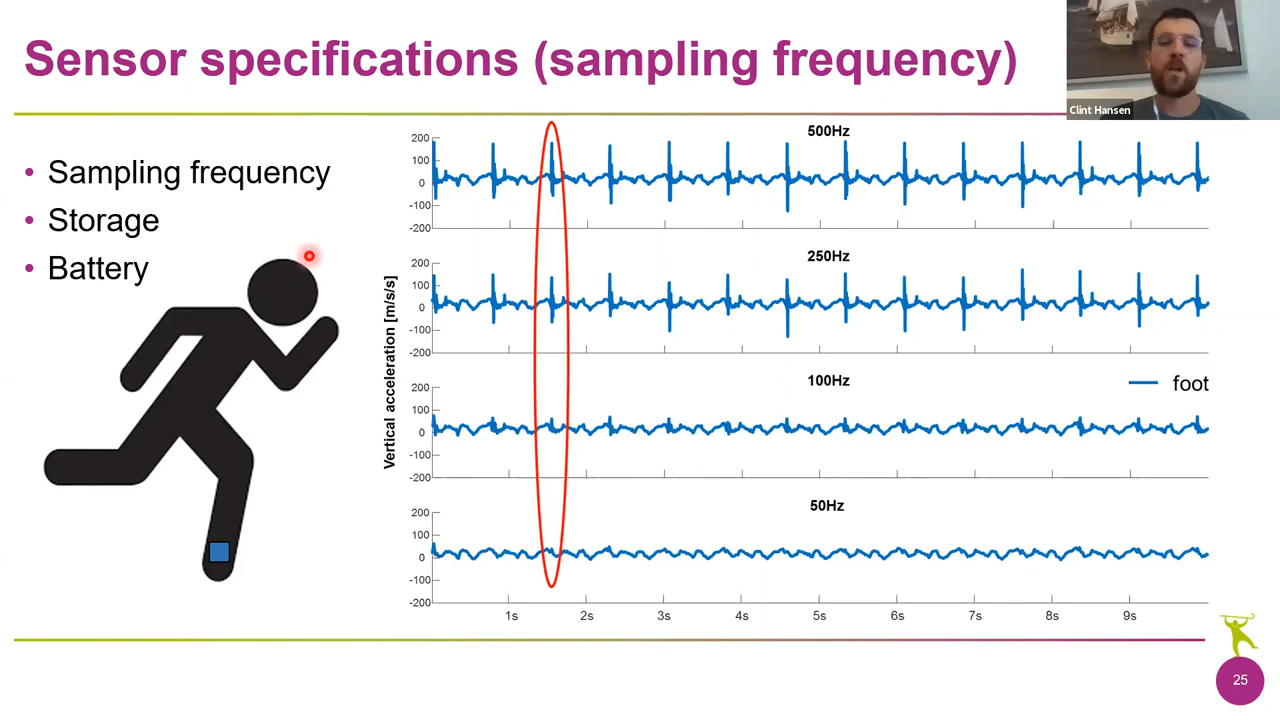 Sensor specifications (sampling frequency)
Clint Hansen
• Sampling frequency
• Storage
• Battery
Vertical acceleration [m/s/s]
500Hz
200
100
0
-100
-200
250Hz
200
100
0
-100
-200
100Hz
200
100
0
-100
-200
foot
50Hz
200
100
0
-100
-200
1s 2s 3s 4s 5s 6s 7s 8s 9s
25